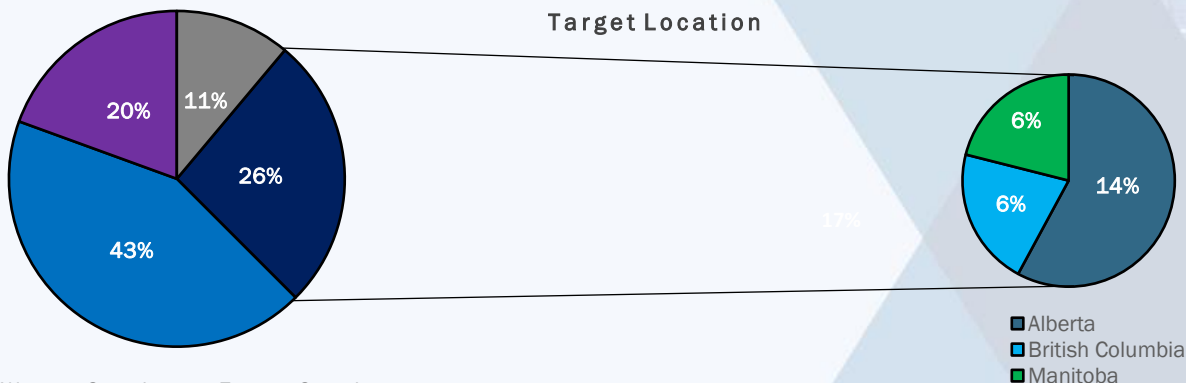 Target Location
20%
11%
26%
43%
17%
6%
6%
14%
Alberta
British Columbia
Manitoba